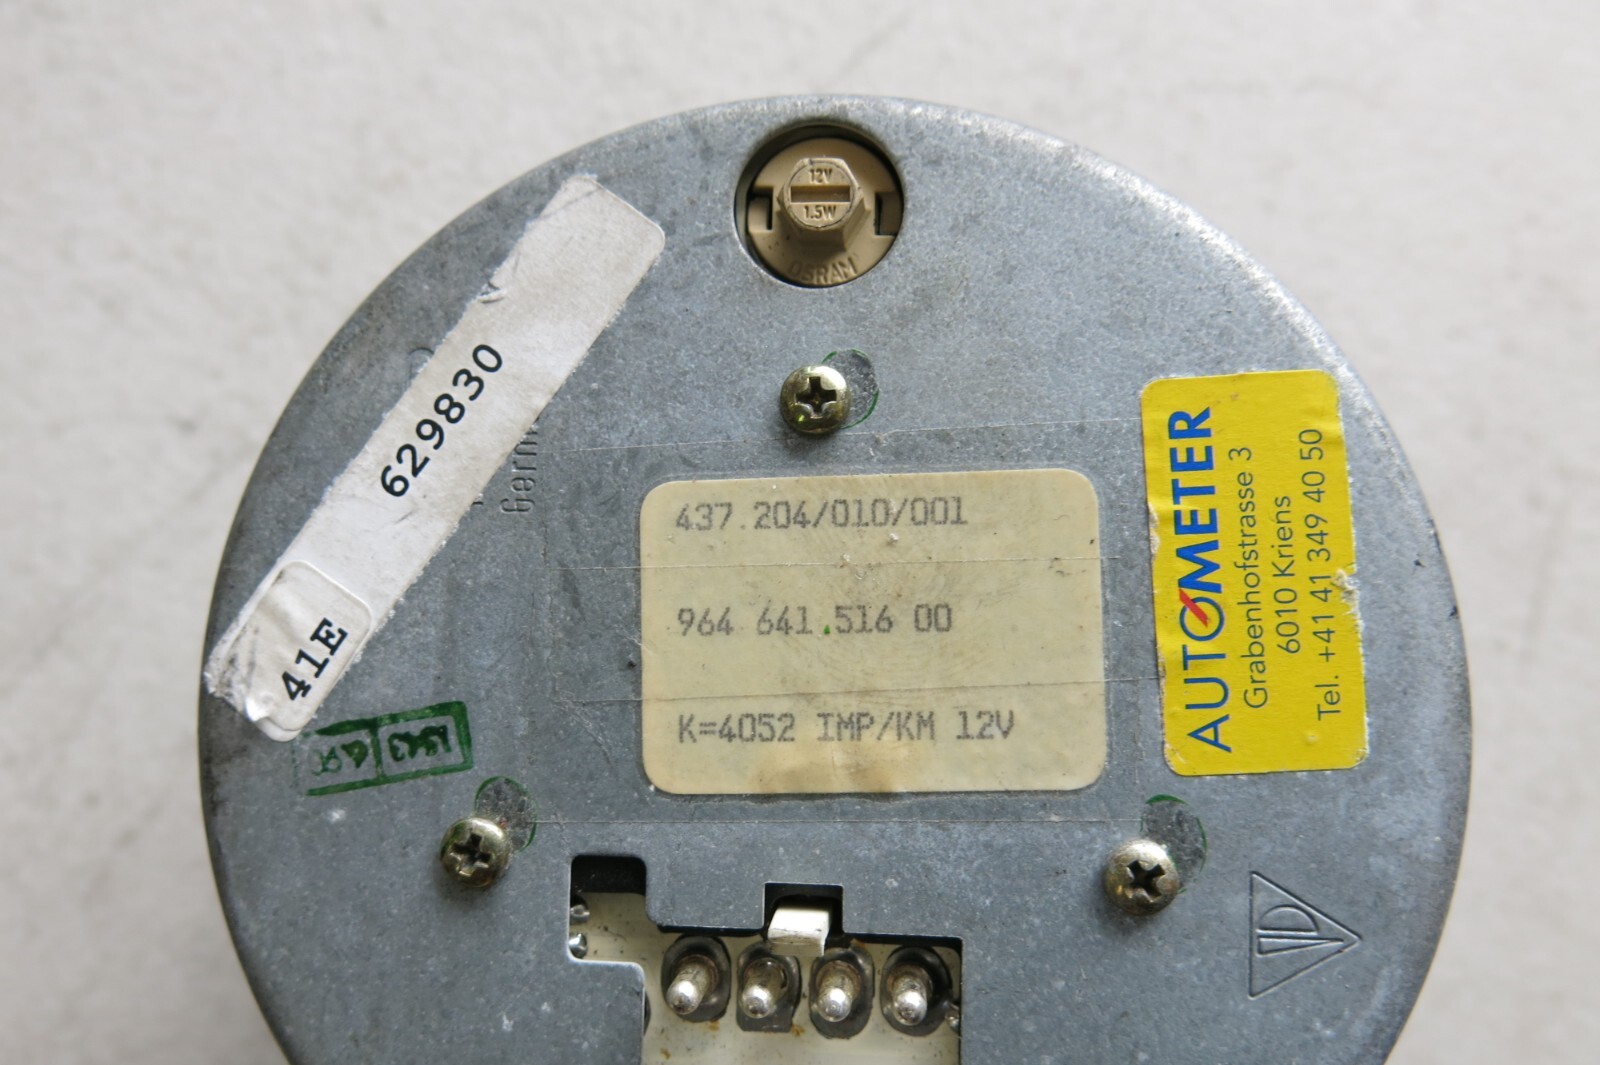 12V
1.5W
OSRAM
629830
41E
437.204/010/001
964 641.516 00
K=4052 IMP/KM 12V
AUTOMETER
Grabenhofstrasse 3
6010 Kriens
Tel. +41 41 349 40 50